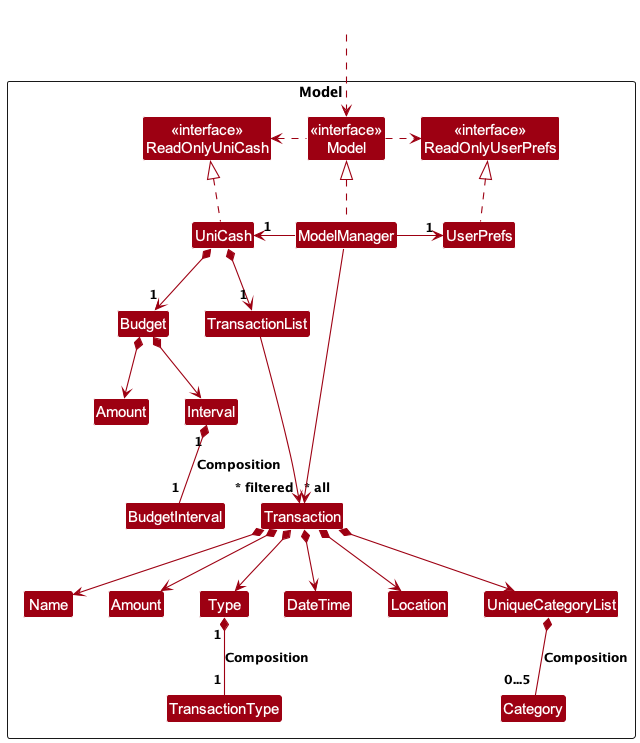 Model
«interface»
ReadOnlyUniCash
«interface»
Model
«interface»
ReadOnlyUserPrefs
UniCash
1
ModelManager
1
UserPrefs
1
1
Budget
TransactionList
Amount
Interval
1
Composition
1
* filtered
* all
BudgetInterval
Transaction
Name
Amount
Type
DateTime
Location
UniqueCategoryList
1
Composition
Composition
1
0...5
TransactionType
Category